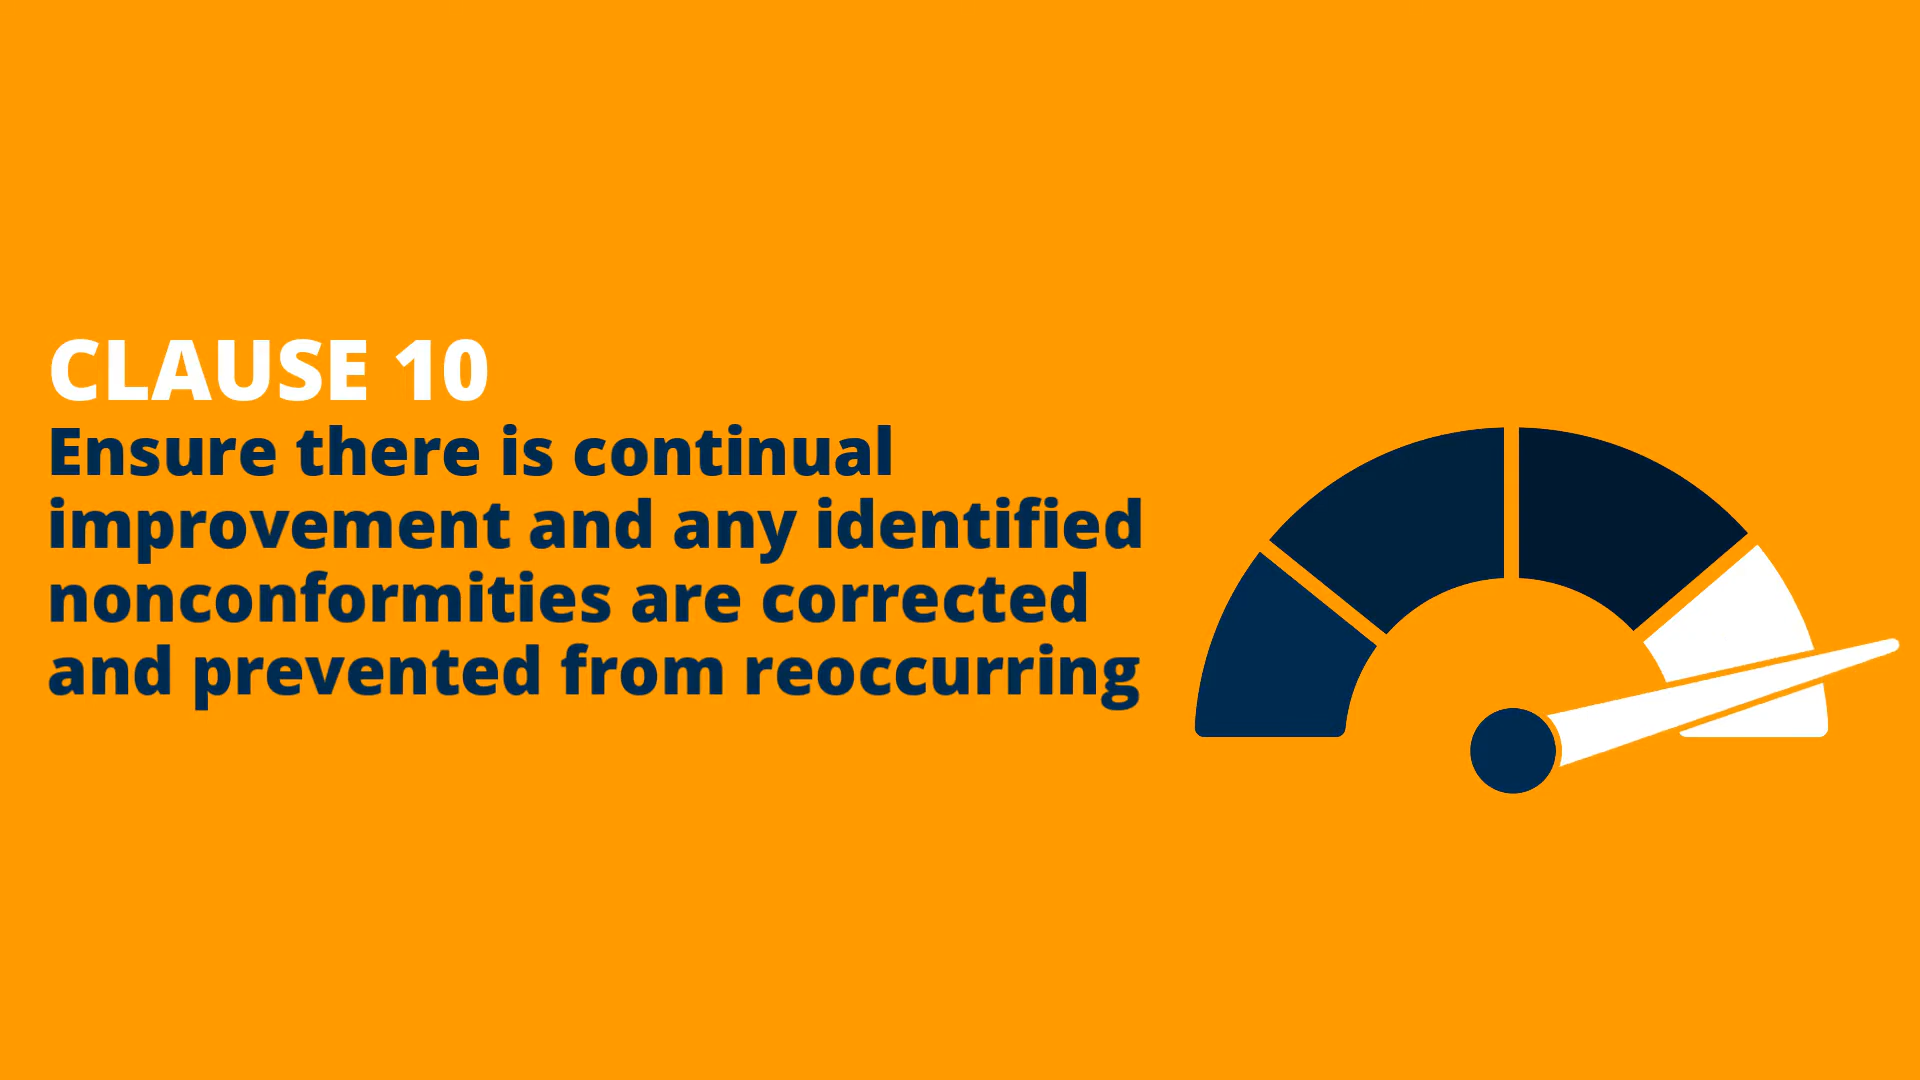 CLAUSE 10
Ensure there is continual
improvement and any identified
nonconformities are corrected
and prevented from reoccurring